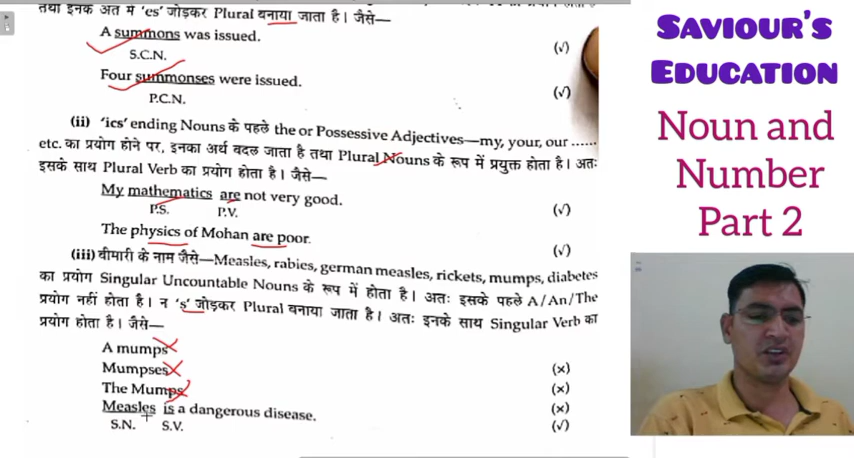 तथा इनके अंत में 'es' जोड़कर Plural बनाया जाता है। जैसे—
A summons was issued. (√)
S.C.N.
Four summonses were issued. (√)
P.C.N.
(ii) 'ics' ending Nouns के पहले the or Possessive Adjectives—my, your, our ......
etc. का प्रयोग होने पर, इनका अर्थ बदल जाता है तथा Plural Nouns के रूप में प्रयुक्त होता है। अतः
इसके साथ Plural Verb का प्रयोग होता है। जैसे—
My mathematics are not very good. (√)
P.S. P.V.
The physics of Mohan are poor. (√)
(iii) बीमारी के नाम जैसे—Measles, rabies, german measles, rickets, mumps, diabetes
का प्रयोग Singular Uncountable Nouns के रूप में होता है। अतः इसके पहले A/An/The
प्रयोग नहीं होता है। न 's' जोड़कर Plural बनाया जाता है। अतः इनके साथ Singular Verb का
प्रयोग होता है। जैसे—
A mumps (×)
Mumpses (×)
The Mumps (×)
Measles is a dangerous disease. (√)
S.N. S.V.
SAVIOUR'S
EDUCATION
Noun and
Number
Part 2